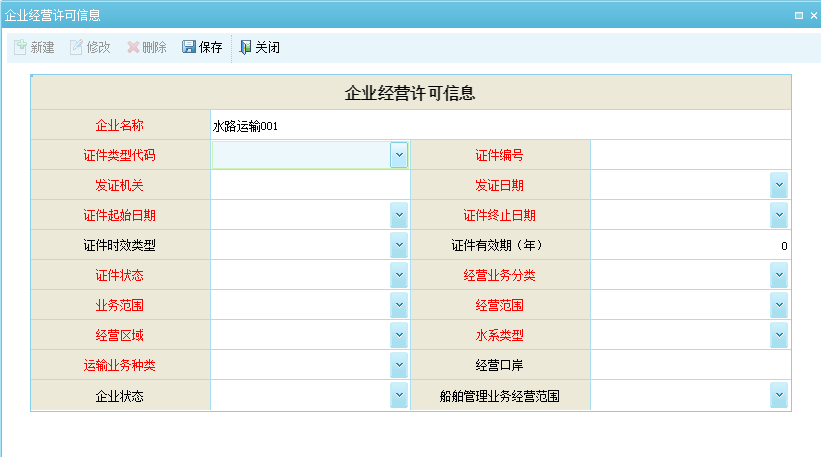 企业经营许可信息
新建 修改 删除 保存 关闭
企业经营许可信息
企业名称 水路运输001
证件类型代码 证件编号
发证机关 发证日期
证件起始日期 证件终止日期
证件时效类型 证件有效期（年） 0
证件状态 经营业务分类
业务范围 经营范围
经营区域 水系类型
运输业务种类 经营口岸
企业状态 船舶管理业务经营范围